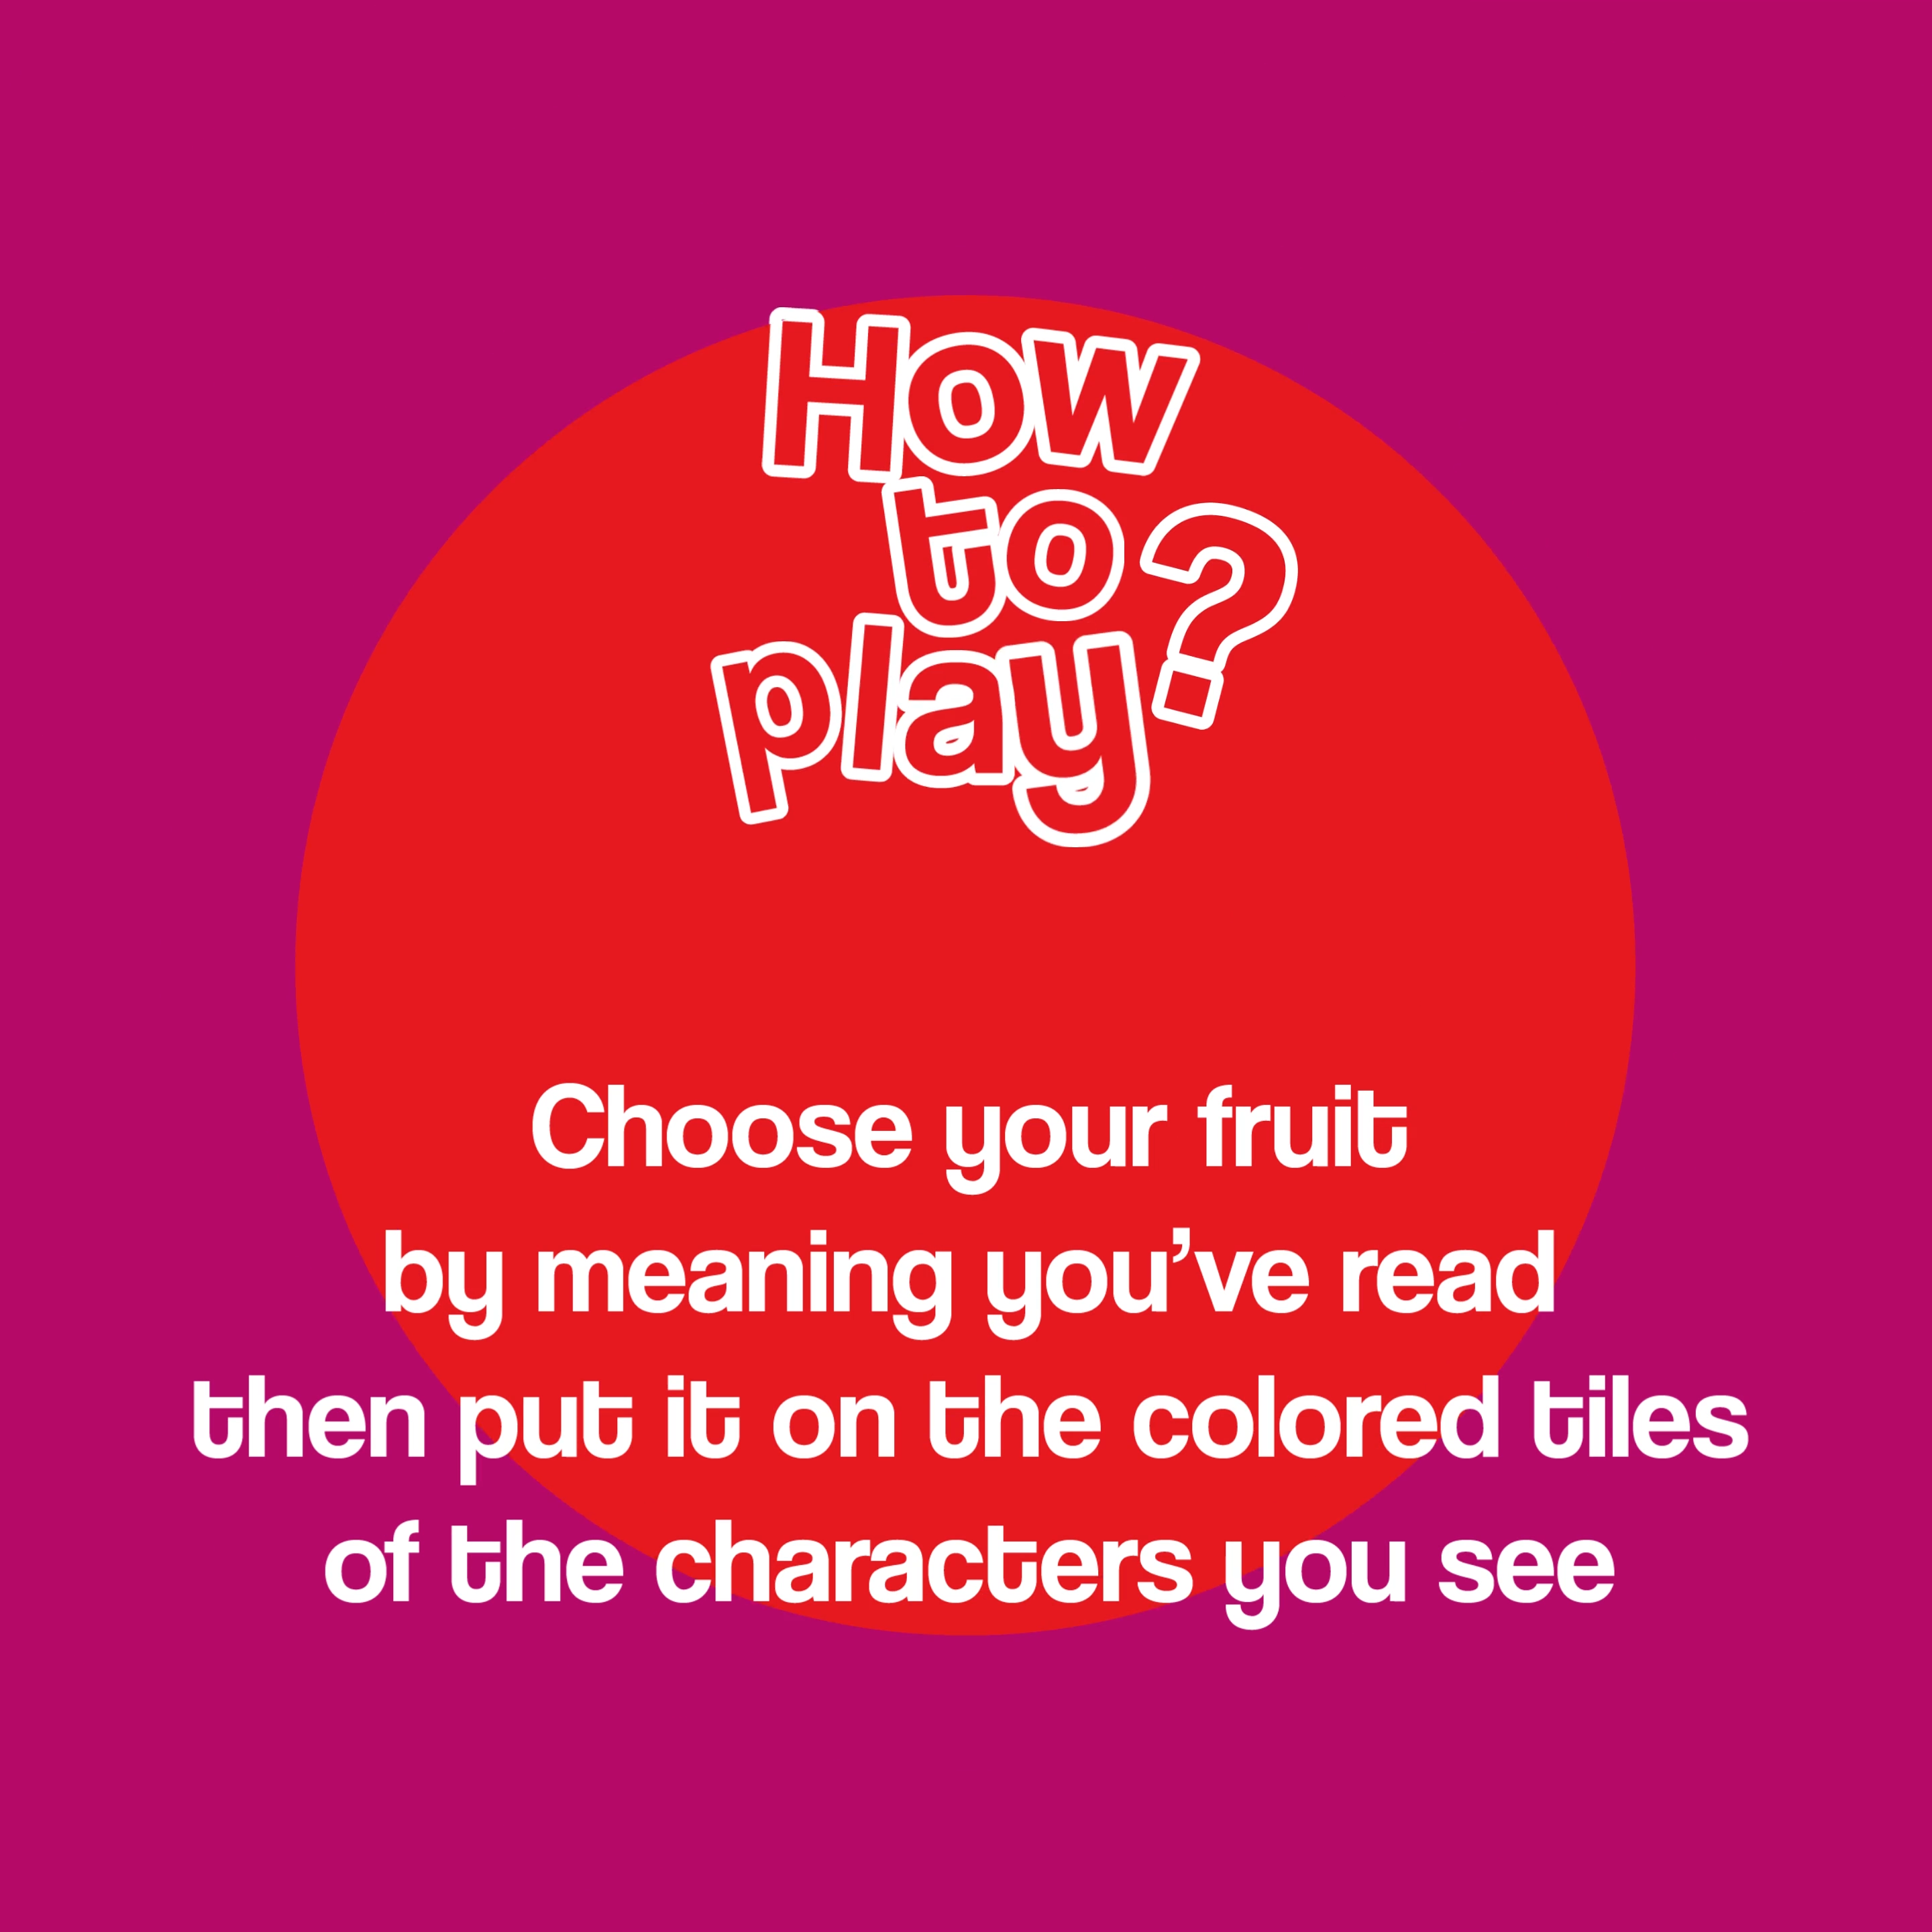 How
to ?
play
Choose your fruit
by meaning you’ve read
then put it on the colored tiles
of the characters you see